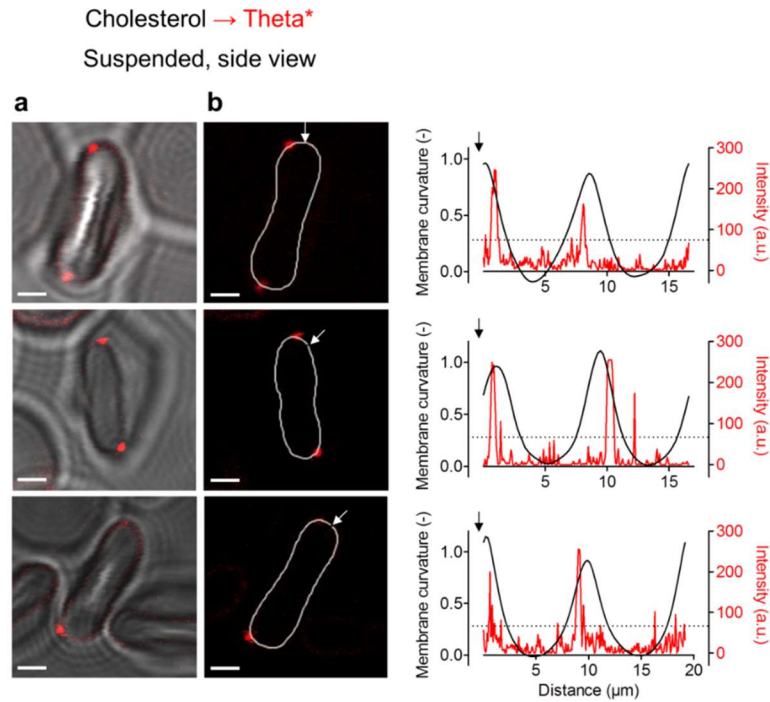 Cholesterol → Theta*
Suspended, side view
a
b
Membrane curvature (-)
1.0
0.5
0.0
5
10
15
300
200
100
0
Intensity (a.u.)
Membrane curvature (-)
1.0
0.5
0.0
5
10
15
300
200
100
0
Intensity (a.u.)
Membrane curvature (-)
1.0
0.5
0.0
5
10
15
20
300
200
100
0
Intensity (a.u.)
Distance (μm)